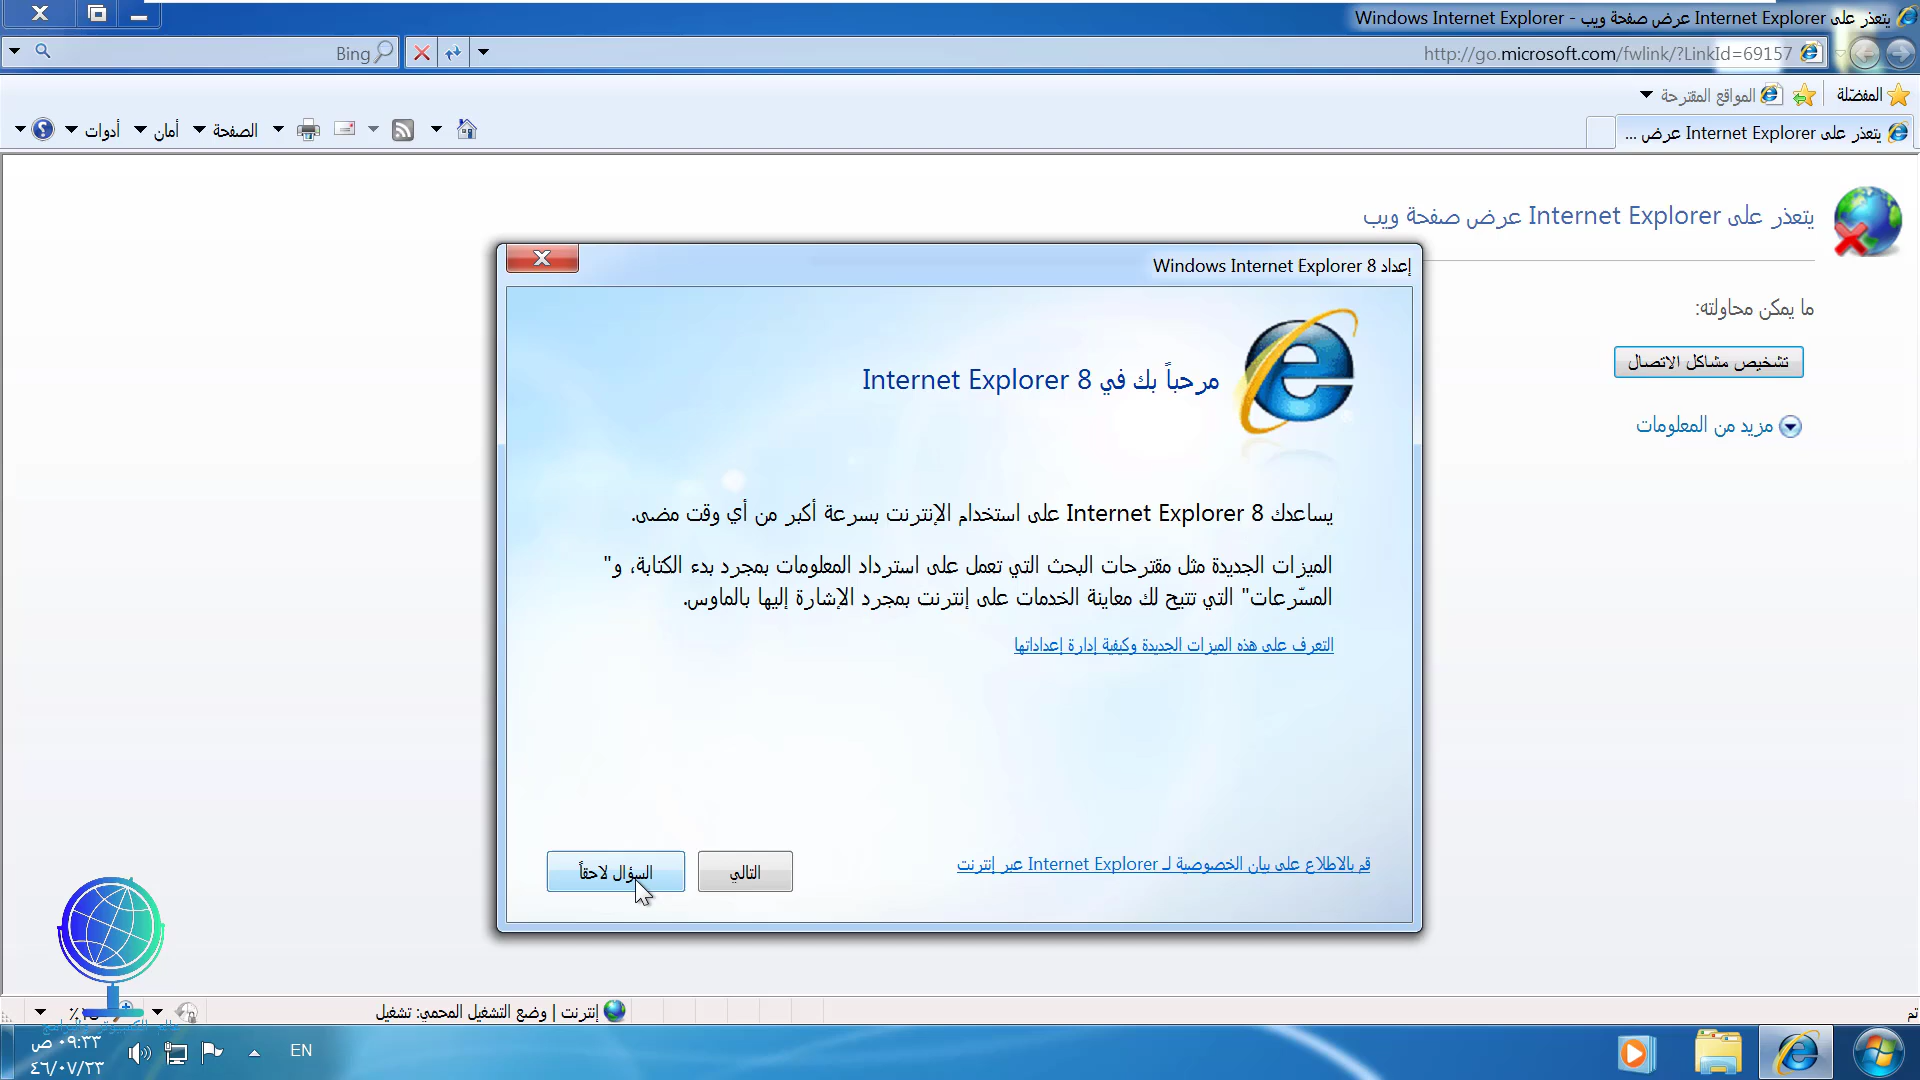 يتعذر على Internet Explorer عرض صفحة ويب - Windows Internet Explorer
http://go.microsoft.com/fwlink/?LinkId=69157
Bing
المفضّلة
المواقع المقترحة
يتعذر على Internet Explorer عرض ...
الصفحة
أمان
أدوات
يتعذر على Internet Explorer عرض صفحة ويب
ما يمكن محاولته:
تشخيص مشاكل الاتصال
مزيد من المعلومات
إعداد Windows Internet Explorer 8
مرحباً بك في Internet Explorer 8
يساعدك Internet Explorer 8 على استخدام الإنترنت بسرعة أكبر من أي وقت مضى.
الميزات الجديدة مثل مقترحات البحث التي تعمل على استرداد المعلومات بمجرد بدء الكتابة، و"
المسّرعات" التي تتيح لك معاينة الخدمات على إنترنت بمجرد الإشارة إليها بالماوس.
التعرف على هذه الميزات الجديدة وكيفية إدارة إعداداتها
قم بالاطلاع على بيان الخصوصية لـ Internet Explorer عبر إنترنت
التالي
السؤال لاحقاً
تم
إنترنت | وضع التشغيل المحمي: تشغيل
EN
٠٩:٣٣ ص
٤٦/٠٧/٢٣